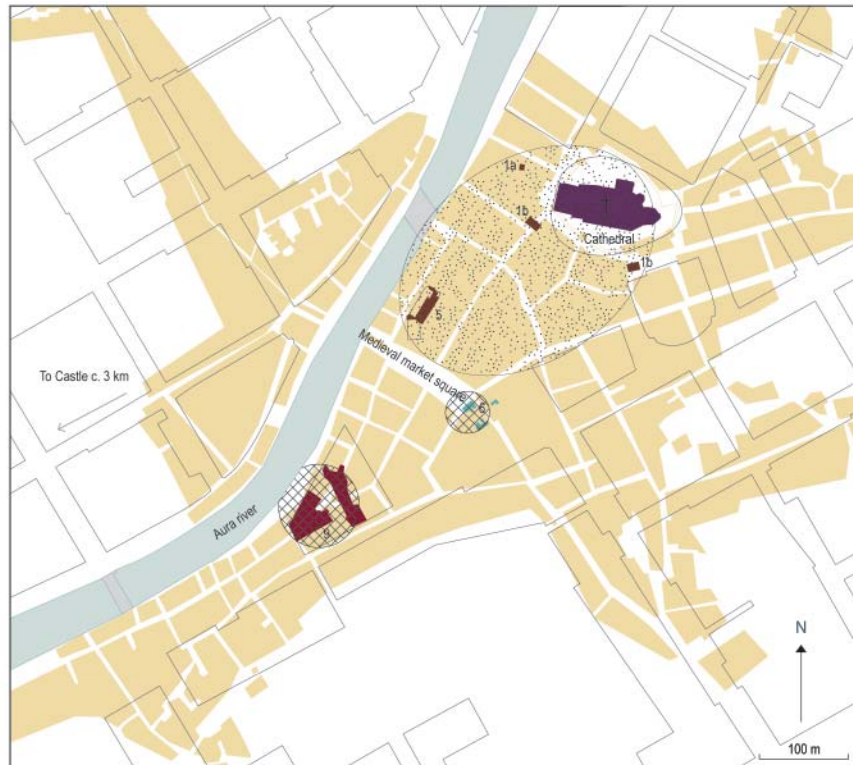 1a
1b
Cathedral
1b
5
Medieval market square
To Castle c. 3 km
6
9
Aura river
N
100 m